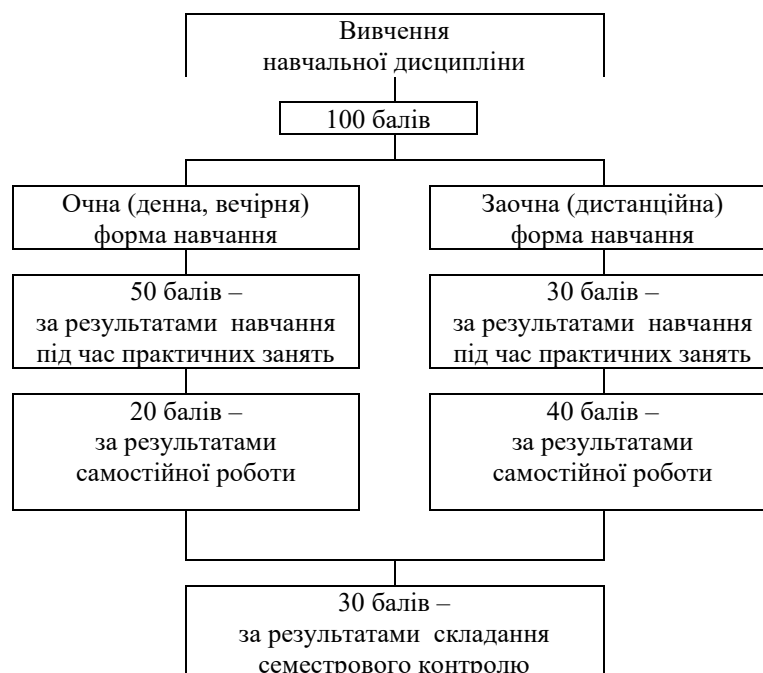 Вивчення
навчальної дисципліни
100 балів
Очна (денна, вечірня)
форма навчання
Заочна (дистанційна)
форма навчання
50 балів –
за результатами навчання
під час практичних занять
30 балів –
за результатами навчання
під час практичних занять
20 балів –
за результатами
самостійної роботи
40 балів –
за результатами
самостійної роботи
30 балів –
за результатами складання
семестрового контролю